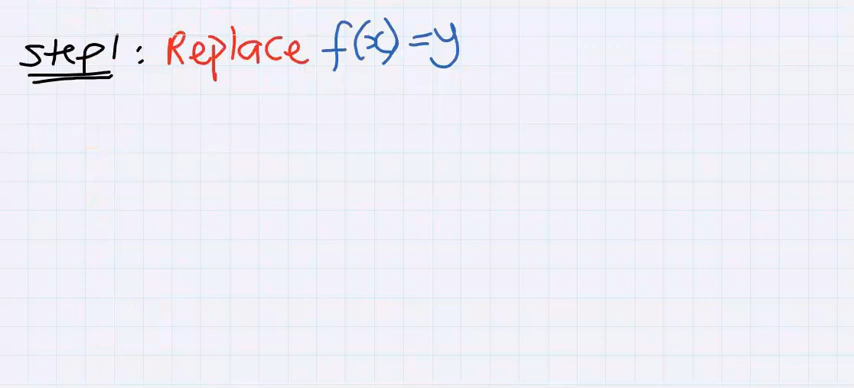 step1: Replace f(x) = y